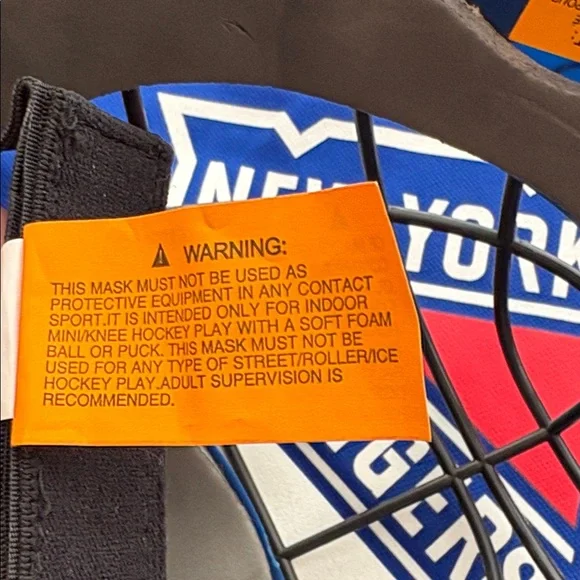 NEW YORK
WARNING:
THIS MASK MUST NOT BE USED AS
PROTECTIVE EQUIPMENT IN ANY CONTACT
SPORT.IT IS INTENDED ONLY FOR INDOOR
MINI/KNEE HOCKEY PLAY WITH A SOFT FOAM
BALL OR PUCK. THIS MASK MUST NOT BE
USED FOR ANY TYPE OF STREET/ROLLER/ICE
HOCKEY PLAY.ADULT SUPERVISION IS
RECOMMENDED.